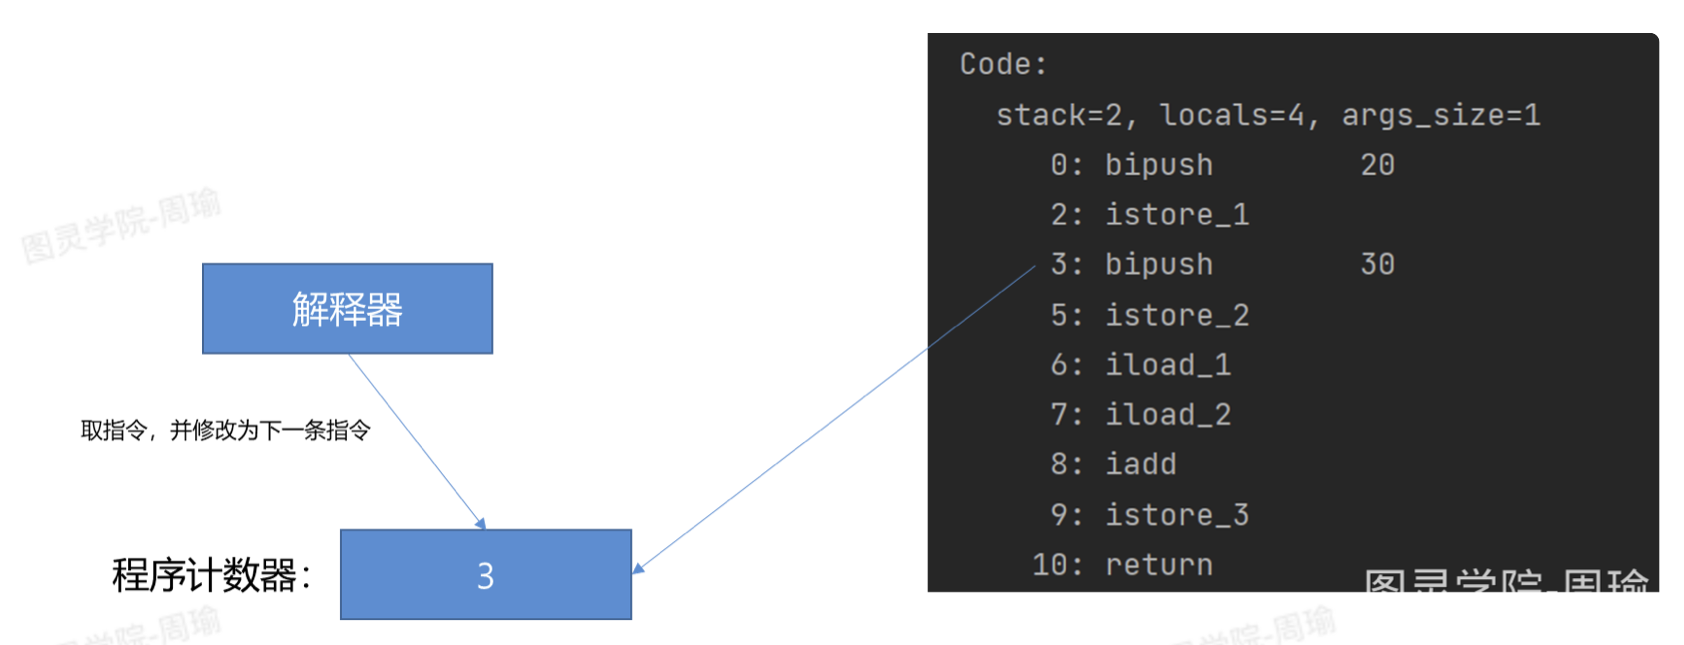 Code:
stack=2, locals=4, args_size=1
0: bipush 20
2: istore_1
3: bipush 30
5: istore_2
6: iload_1
7: iload_2
8: iadd
9: istore_3
10: return
图灵学院-周瑜
图灵学院-周瑜
解释器
取指令，并修改为下一条指令
程序计数器：
3
学院-周瑜
学院-周瑜